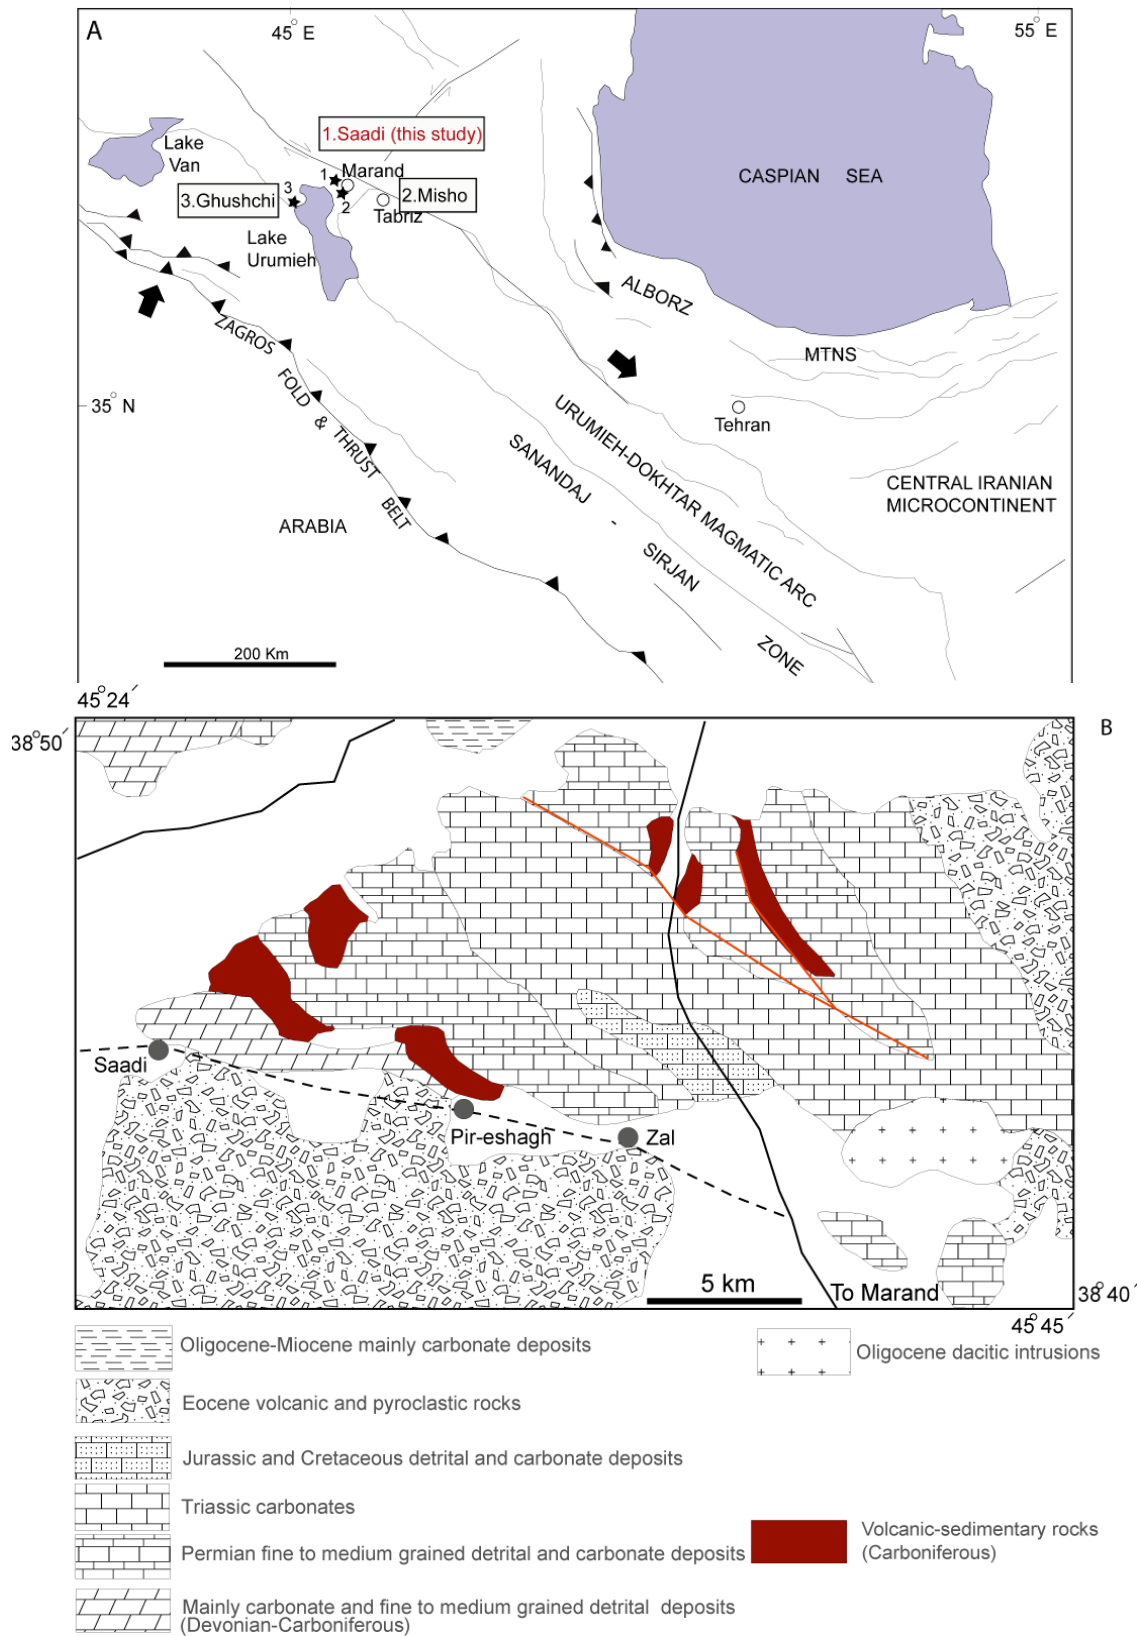 A
45° E
55° E
1.Saadi (this study)
Lake
Van
1
Marand
3
3.Ghushchi
2
2.Misho
Tabriz
Lake
Urumieh
CASPIAN SEA
ALBORZ
MTNS
ZAGROS
FOLD & THRUST
BELT
35° N
Tehran
URUMIEH-DOKHTAR MAGMATIC ARC
SANANDAJ - SIRJAN
ZONE
CENTRAL IRANIAN
MICROCONTINENT
ARABIA
200 Km
45°24′
38°50′
B
Saadi
Pir-eshagh
Zal
5 km
To Marand
38°40′
45°45′
Oligocene-Miocene mainly carbonate deposits
Oligocene dacitic intrusions
Eocene volcanic and pyroclastic rocks
Jurassic and Cretaceous detrital and carbonate deposits
Triassic carbonates
Permian fine to medium grained detrital and carbonate deposits
Volcanic-sedimentary rocks
(Carboniferous)
Mainly carbonate and fine to medium grained detrital deposits
(Devonian-Carboniferous)